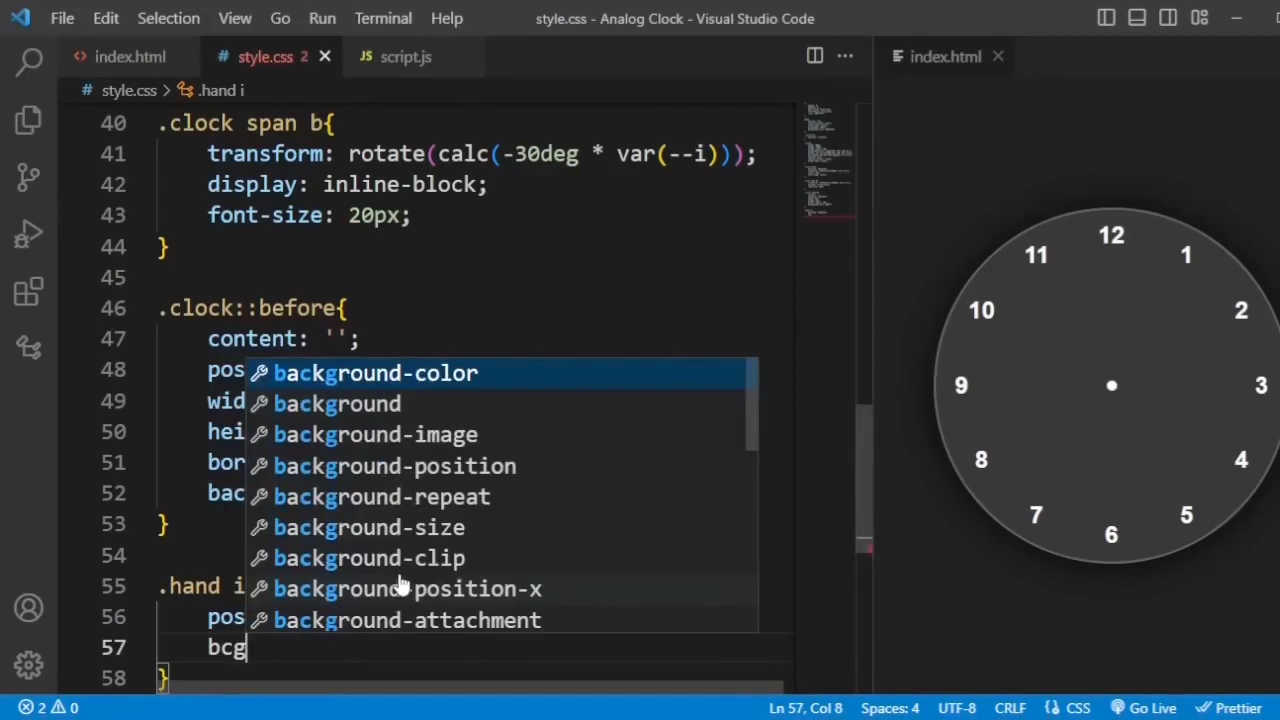 File Edit Selection View Go Run Terminal Help style.css - Analog Clock - Visual Studio Code
index.html style.css 2 script.js index.html
style.css .hand i
40 .clock span b{
41 transform: rotate(calc(-30deg * var(--i)));
42 display: inline-block;
43 font-size: 20px;
44 }
45
46 .clock::before{
47 content: '';
48 pos
49 wid
50 hei
51 bor
52 bac
53 }
54
55 .hand i
56 pos
57 bcg
58 }
background-color
background
background-image
background-position
background-repeat
background-size
background-clip
background-position-x
background-attachment
12
11 1
10 2
9 3
8 4
7 5
6
2 0 Ln 57, Col 8 Spaces: 4 UTF-8 CRLF CSS Go Live Prettier